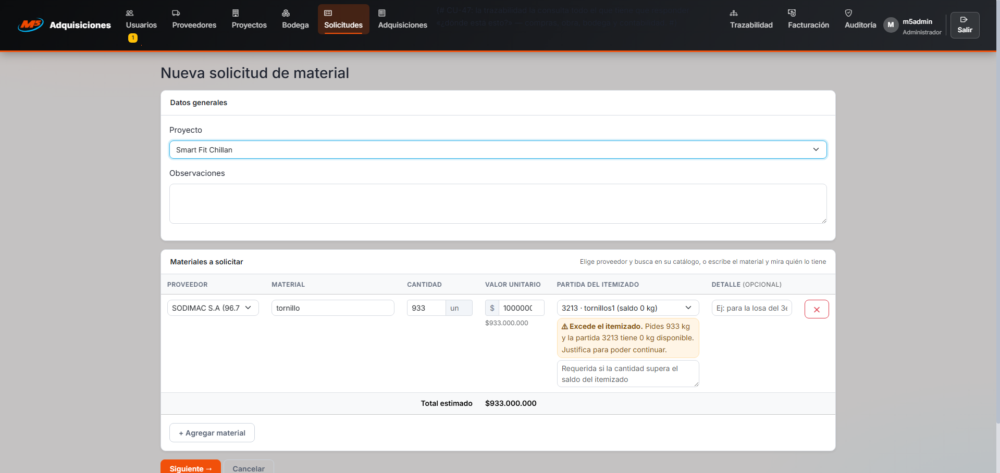 M5 Adquisiciones
Usuarios
1
Proveedores
Proyectos
Bodega
Solicitudes
Adquisiciones
{# CU-47: la trazabilidad la consulta todo el que tiene que responder
«¿dónde está esto?» — compras, obra, bodega y contabilidad. #}
Trazabilidad
Facturación
Auditoría
M
m5admin
Administrador
Salir
Nueva solicitud de material
Datos generales
Proyecto
Smart Fit Chillan
Observaciones
Materiales a solicitar
Elige proveedor y busca en su catálogo, o escribe el material y mira quién lo tiene
PROVEEDOR MATERIAL CANTIDAD VALOR UNITARIO PARTIDA DEL ITEMIZADO DETALLE (OPCIONAL)
SODIMAC S.A (96.7 tornillo 933 un $ 1000000 3213 · tornillos1 (saldo 0 kg) Ej: para la losa del 3e
$933.000.000
⚠ Excede el itemizado. Pides 933 kg
y la partida 3213 tiene 0 kg disponible.
Justifica para poder continuar.
Requerida si la cantidad supera el
saldo del itemizado
Total estimado $933.000.000
+ Agregar material
Siguiente →
Cancelar